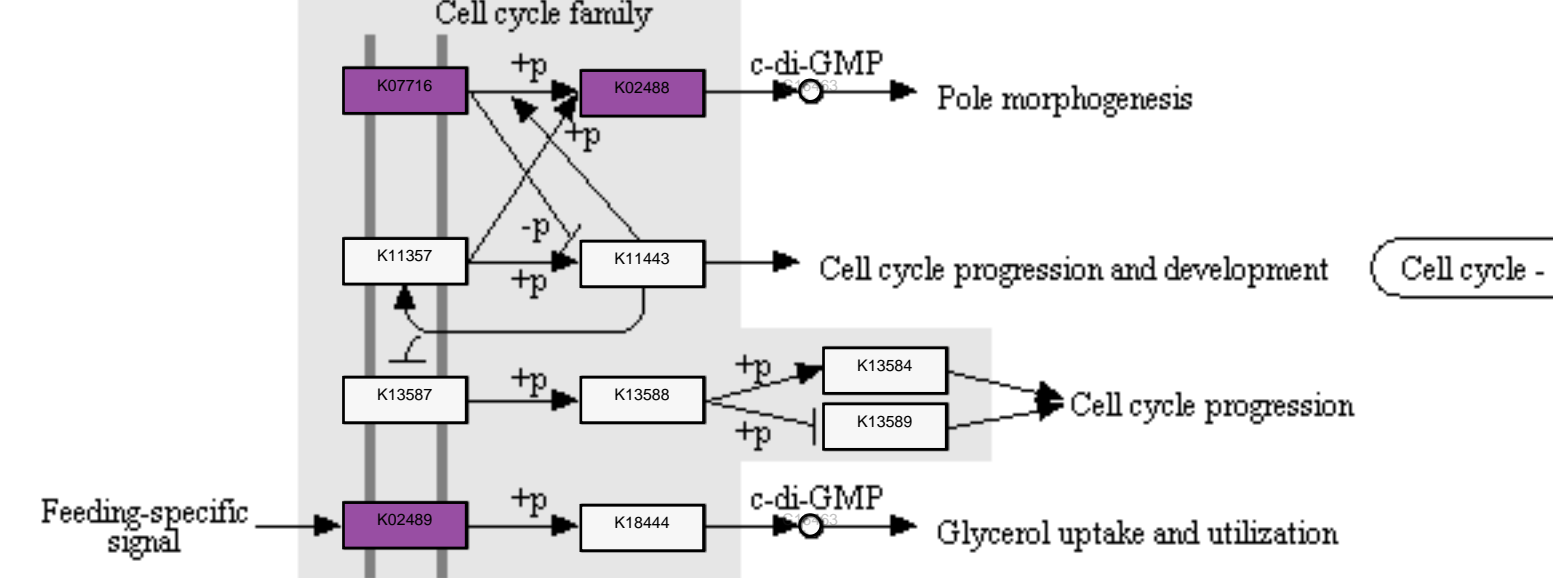 Cell cycle family
+p
c-di-GMP
K07716
K02488
Pole morphogenesis
+p
-p
K11357
K11443
Cell cycle progression and development
Cell cycle -
+p
+p
K13584
K13587
+p
K13588
Cell cycle progression
K13589
+p
Feeding-specific
signal
K02489
+p
K18444
c-di-GMP
Glycerol uptake and utilization